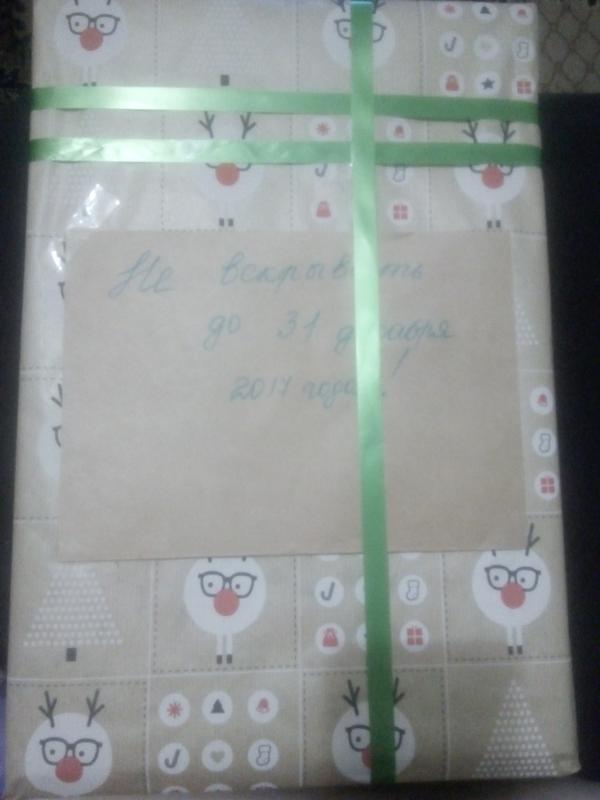 Не вскрывать
до 31 декабря
2017 года!